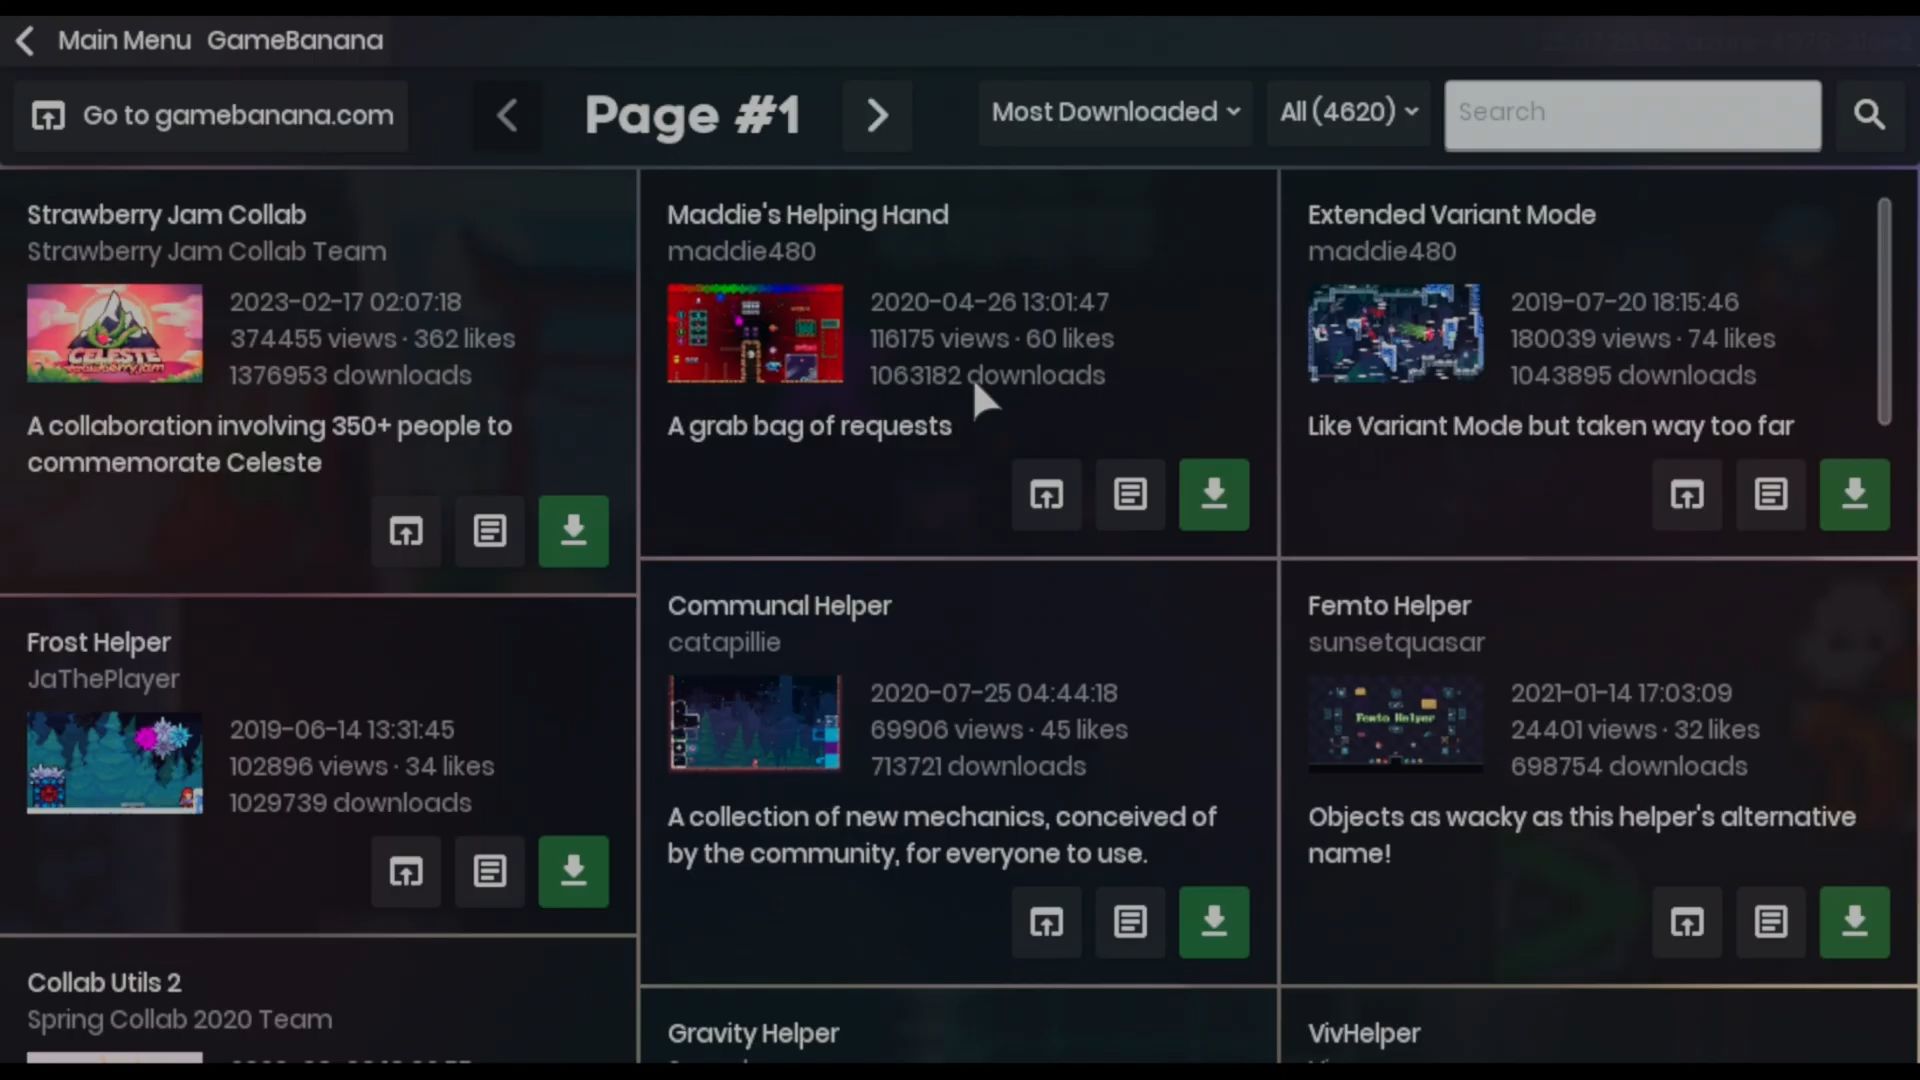 Main Menu GameBanana
Go to gamebanana.com
Page #1
Most Downloaded
All (4620)
Search
Strawberry Jam Collab
Strawberry Jam Collab Team
CELESTE
strawberry jam
2023-02-17 02:07:18
374455 views · 362 likes
1376953 downloads
A collaboration involving 350+ people to
commemorate Celeste
Maddie's Helping Hand
maddie480
2020-04-26 13:01:47
116175 views · 60 likes
1063182 downloads
A grab bag of requests
Extended Variant Mode
maddie480
2019-07-20 18:15:46
180039 views · 74 likes
1043895 downloads
Like Variant Mode but taken way too far
Frost Helper
JaThePlayer
2019-06-14 13:31:45
102896 views · 34 likes
1029739 downloads
Communal Helper
catapillie
2020-07-25 04:44:18
69906 views · 45 likes
713721 downloads
A collection of new mechanics, conceived of
by the community, for everyone to use.
Femto Helper
sunsetquasar
Femto Helper
2021-01-14 17:03:09
24401 views · 32 likes
698754 downloads
Objects as wacky as this helper's alternative
name!
Collab Utils 2
Spring Collab 2020 Team
Gravity Helper
VivHelper